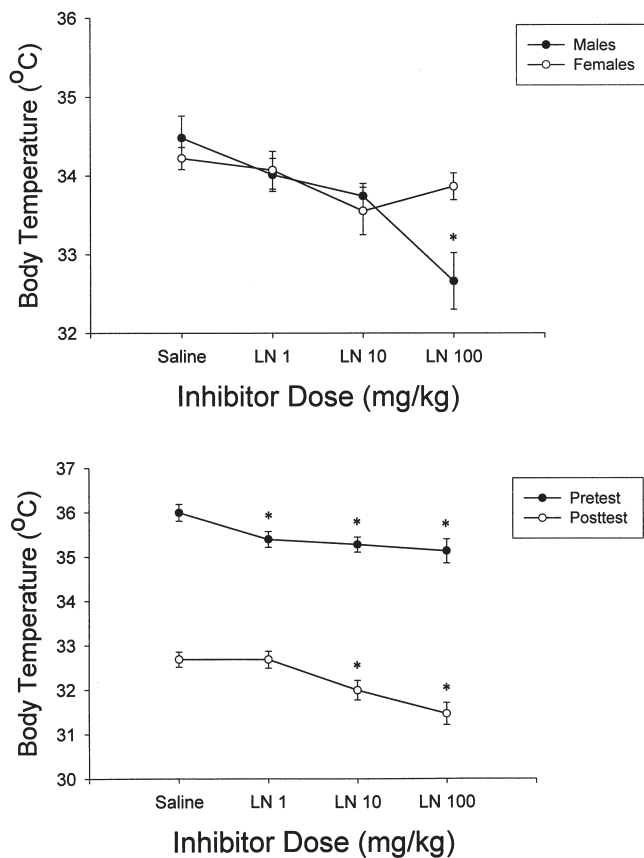 36
35
34
33
32
Body Temperature (°C)
Males
Females
*
Saline LN 1 LN 10 LN 100
Inhibitor Dose (mg/kg)
37
36
35
34
33
32
31
30
Body Temperature (°C)
Pretest
Posttest
* * *
* *
Saline LN 1 LN 10 LN 100
Inhibitor Dose (mg/kg)